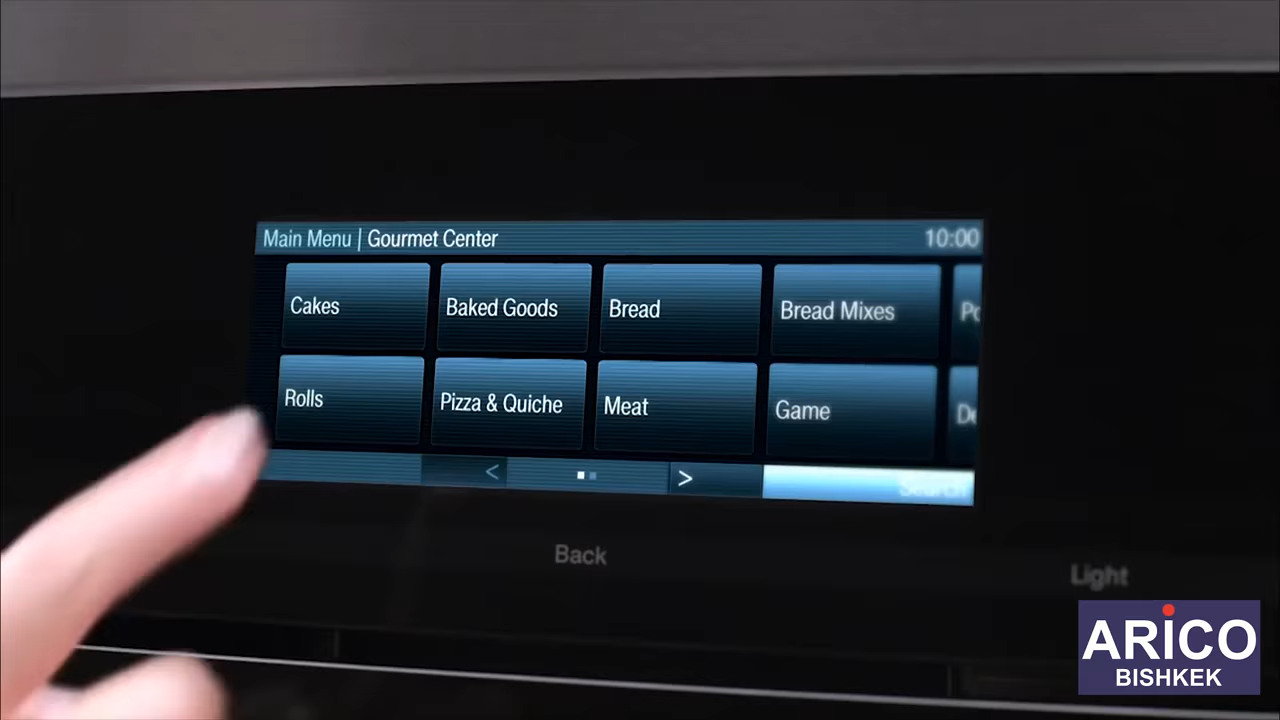 Main Menu | Gourmet Center 10:00
Cakes Baked Goods Bread Bread Mixes
Rolls Pizza & Quiche Meat Game
< >
Search
Back
Light
ARiCO
BISHKEK